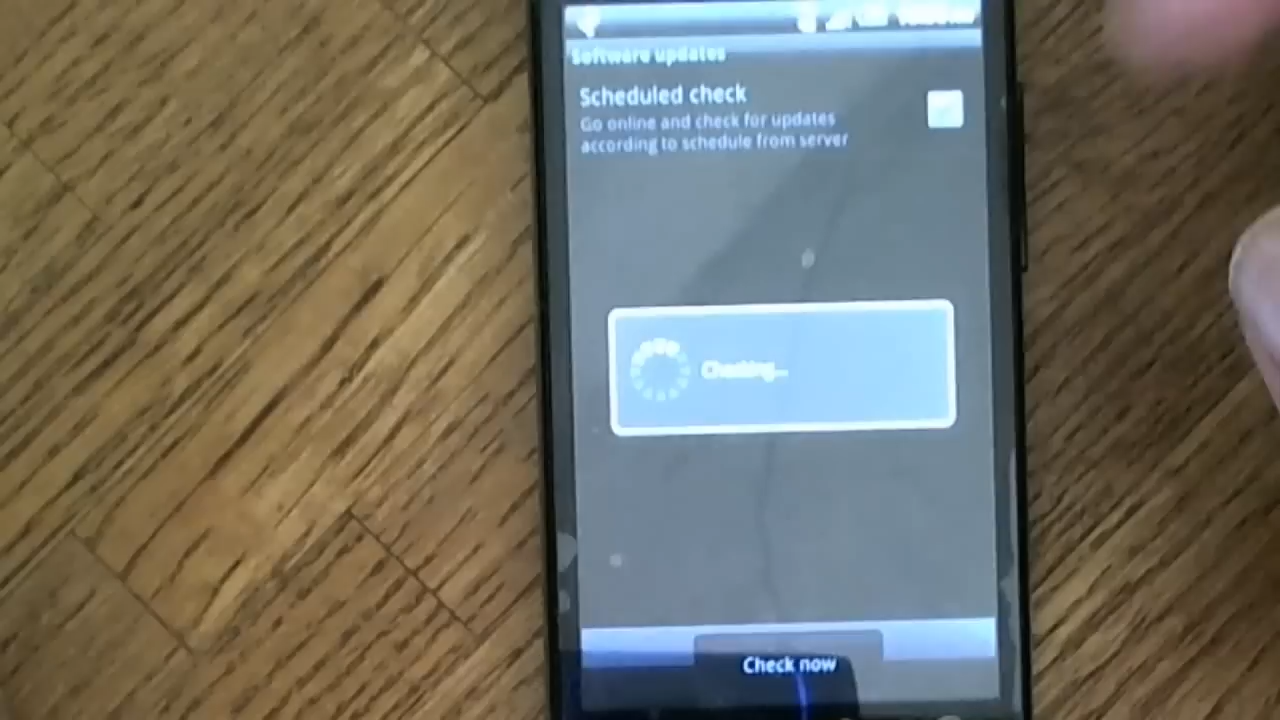 Software updates
Scheduled check
Go online and check for updates
according to schedule from server
Checking...
Check now